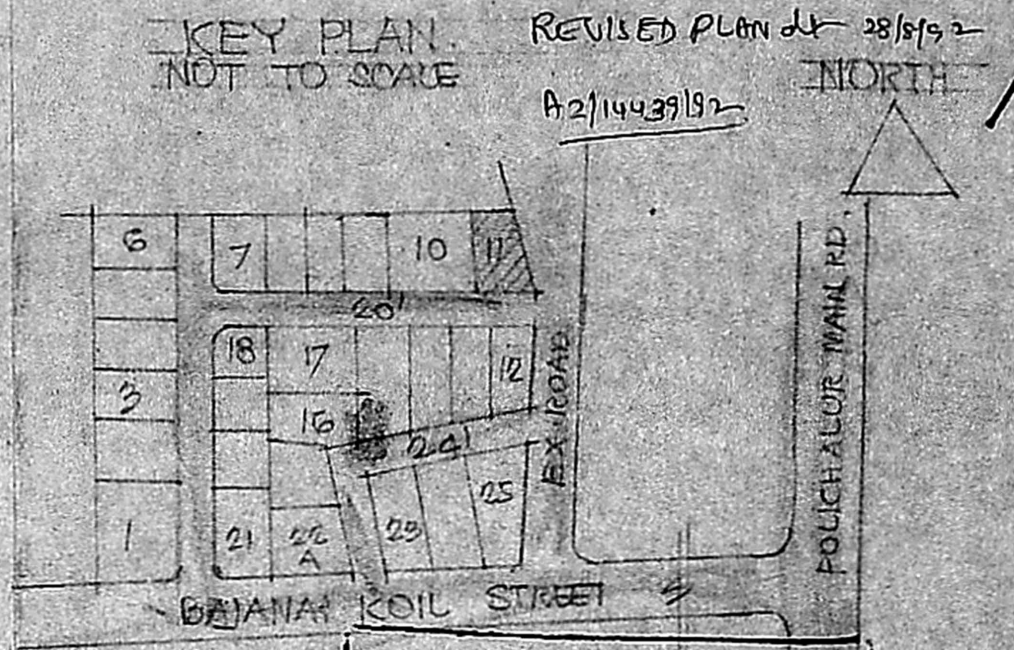 KEY PLAN.
NOT TO SCALE
REVISED PLAN dt 28/8/92
A2/14439/92
NORTH
6
7
10
11
20'
18
17
12
3
16
24'
EX. ROAD
25
1
21
22
A
23
POLICHALUR MAIN RD.
BAJANAI KOIL STREET